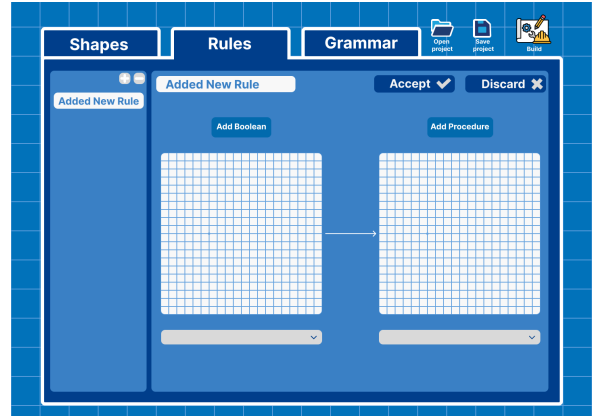 Shapes
Rules
Grammar
Open
project
Save
project
Build
Added New Rule
Added New Rule
Accept
Discard
Add Boolean
Add Procedure